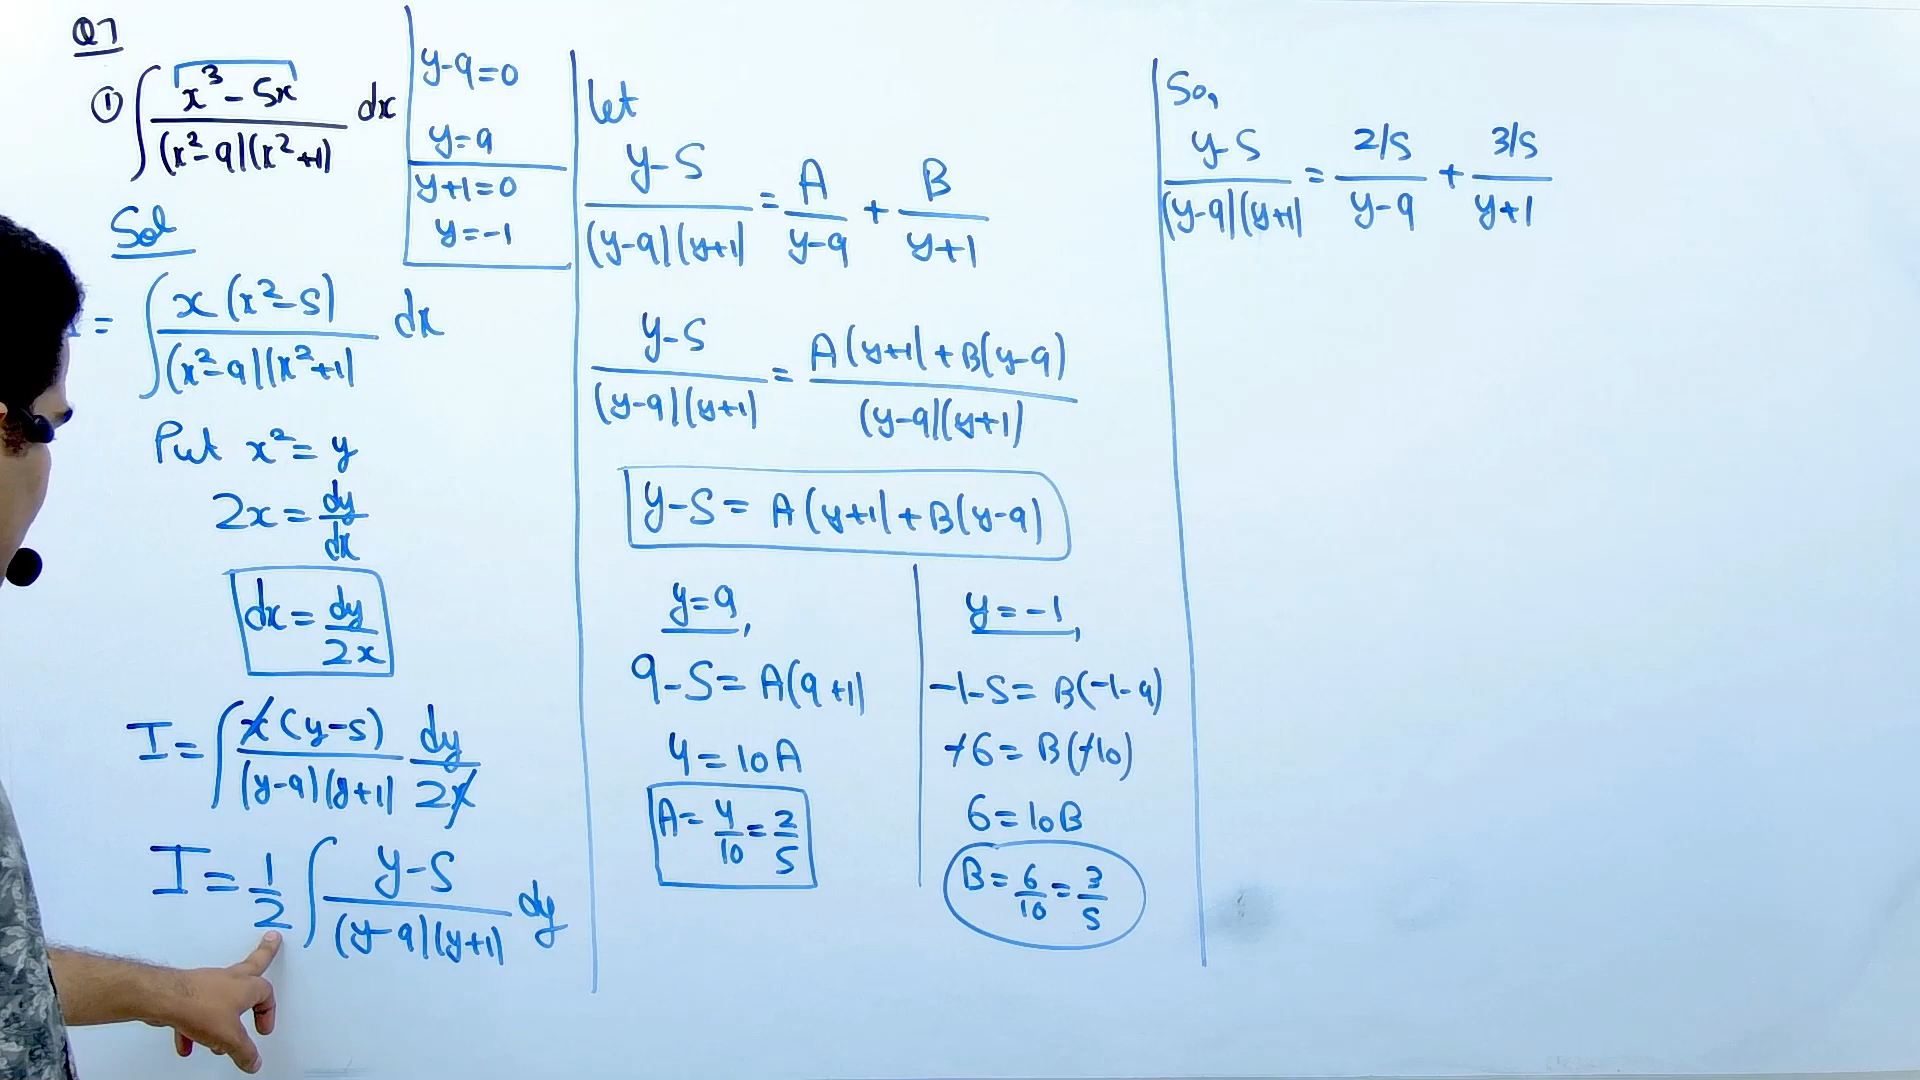 Q7
① ∫ x³ - 5x / (x²-9)(x²+1) dx
Sol
= ∫ x(x²-5) / (x²-9)(x²+1) dx
Put x² = y
2x = dy/dx
dx = dy/2x
I = ∫ x(y-5) / (y-9)(y+1) dy/2x
I = 1/2 ∫ y-5 / (y-9)(y+1) dy
y-9=0
y=9
y+1=0
y=-1
let
y-5 / (y-9)(y+1) = A / y-9 + B / y+1
y-5 / (y-9)(y+1) = A(y+1)+B(y-9) / (y-9)(y+1)
y-5 = A(y+1)+B(y-9)
y=9,
9-5 = A(9+1)
4 = 10A
A = 4/10 = 2/5
y=-1,
-1-5 = B(-1-9)
-6 = B(-10)
6 = 10B
B = 6/10 = 3/5
So,
y-5 / (y-9)(y+1) = 2/5 / y-9 + 3/5 / y+1